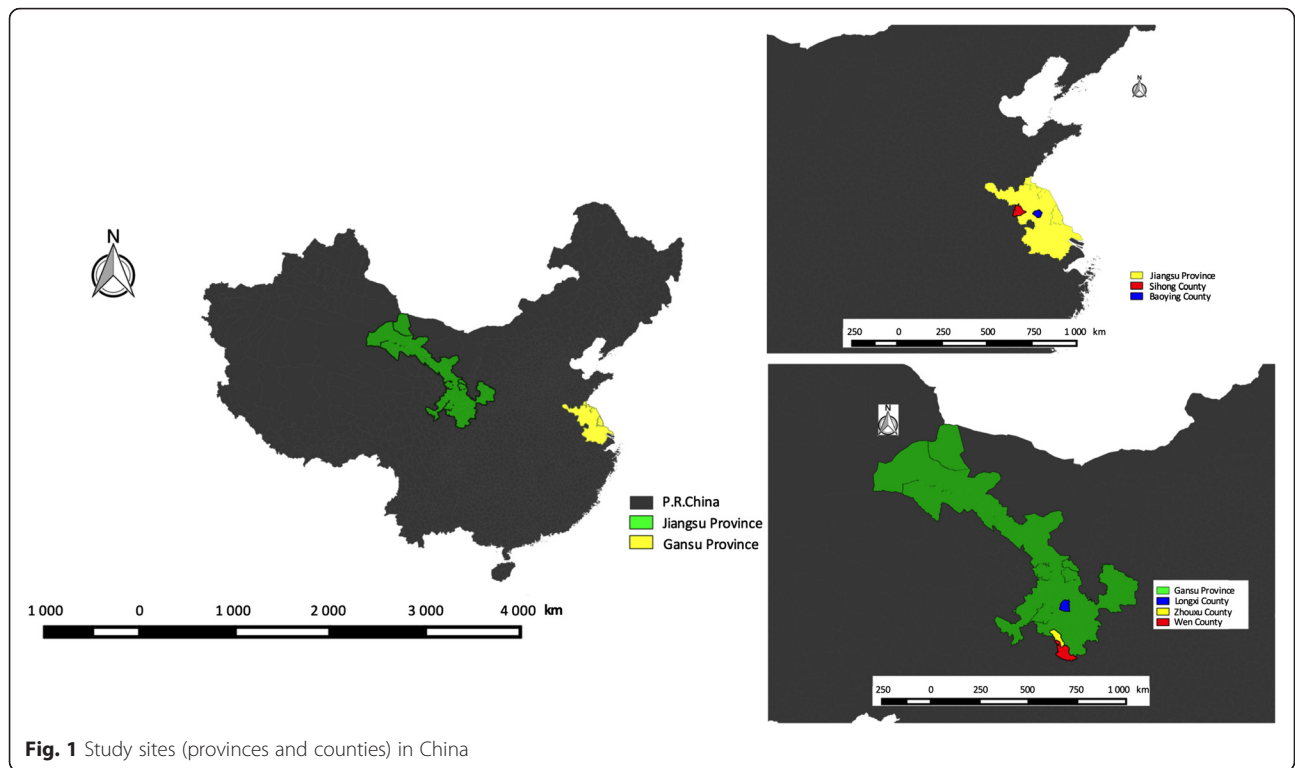 N
P.R.China
Jiangsu Province
Gansu Province
1 000 0 1 000 2 000 3 000 4 000 km
N
Jiangsu Province
Sihong County
Baoying County
250 0 250 500 750 1 000 km
N
Gansu Province
Longxi County
Zhouxu County
Wen County
250 0 250 500 750 1 000 km
Fig. 1 Study sites (provinces and counties) in China